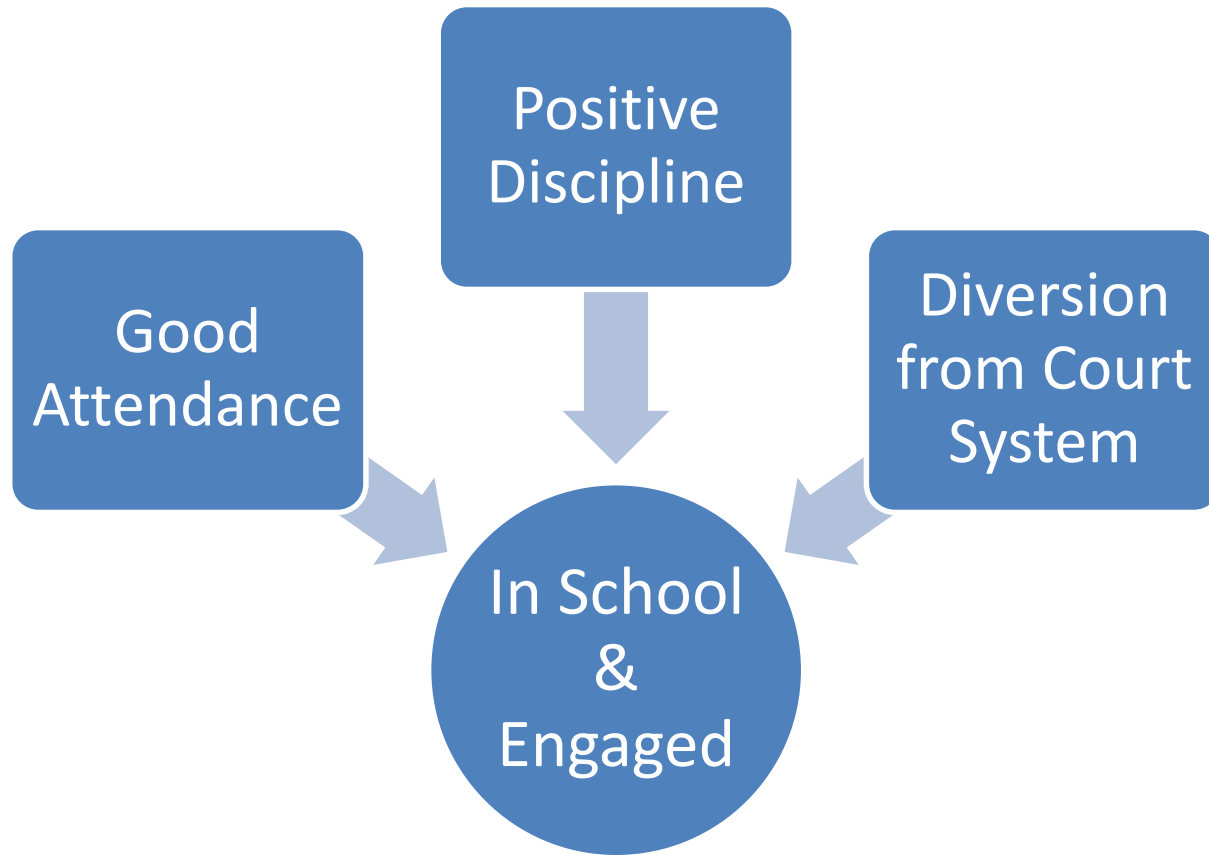 Positive
Discipline
Good
Attendance
Diversion
from Court
System
In School
&
Engaged